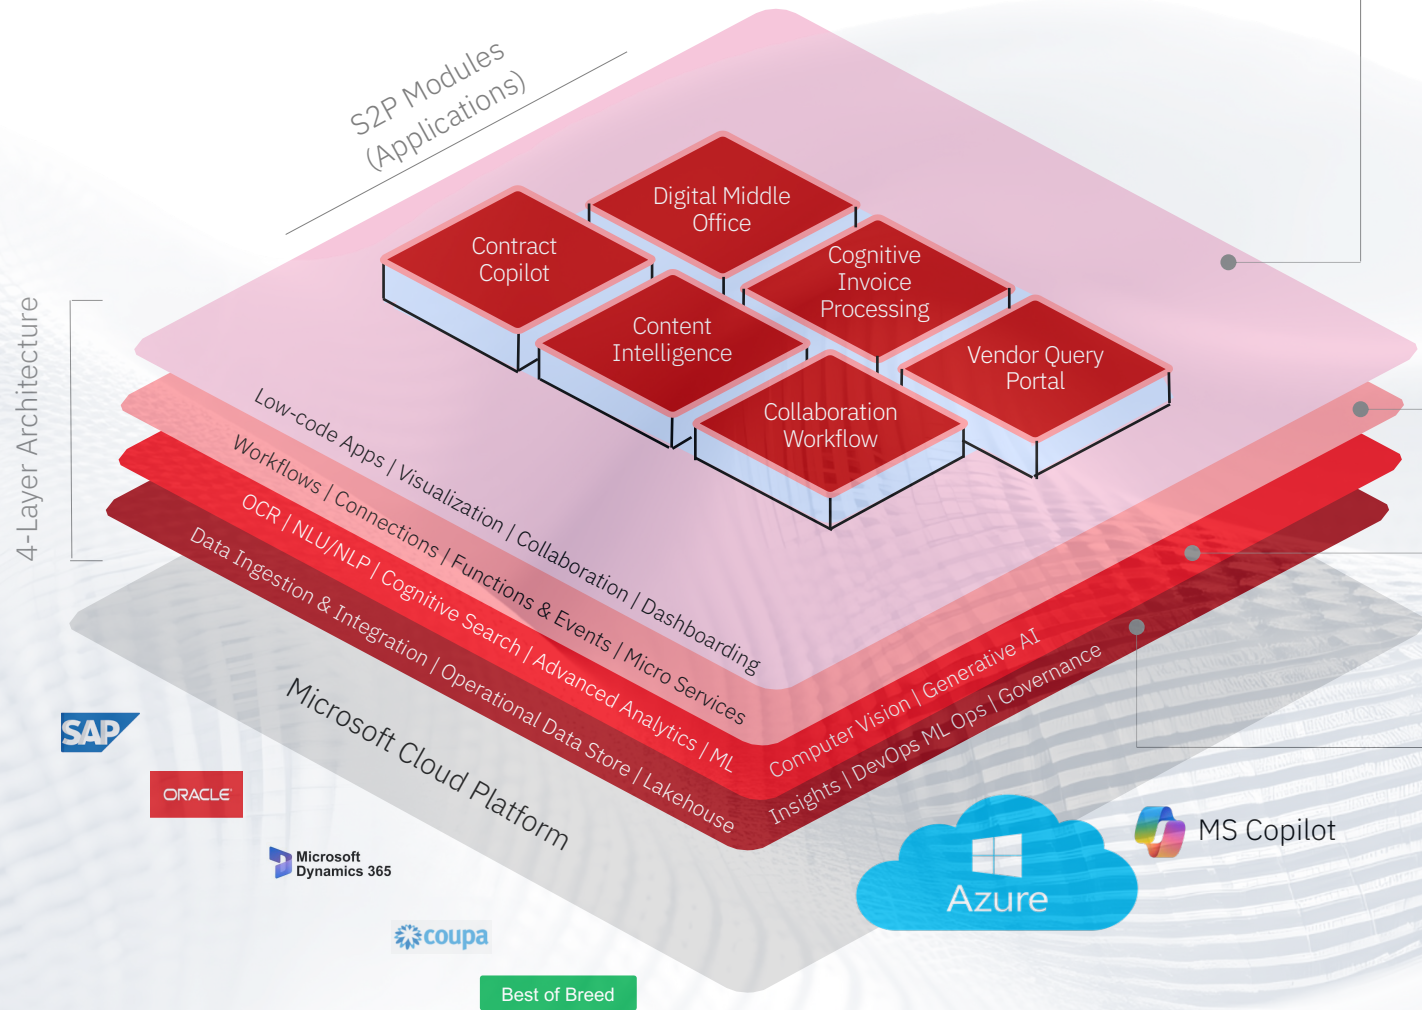 S2P Modules
(Applications)
Digital Middle
Office
Contract
Copilot
Cognitive
Invoice
Processing
Content
Intelligence
Vendor Query
Portal
Collaboration
Workflow
4-Layer Architecture
Low-code Apps | Visualization | Collaboration | Dashboarding
Workflows | Connections | Functions & Events | Micro Services
OCR | NLU/NLP | Cognitive Search | Advanced Analytics | ML
Computer Vision | Generative AI
Data Ingestion & Integration | Operational Data Store | Lakehouse
Insights | DevOps ML Ops | Governance
Microsoft Cloud Platform
SAP
ORACLE
Microsoft
Dynamics 365
coupa
Best of Breed
Azure
MS Copilot